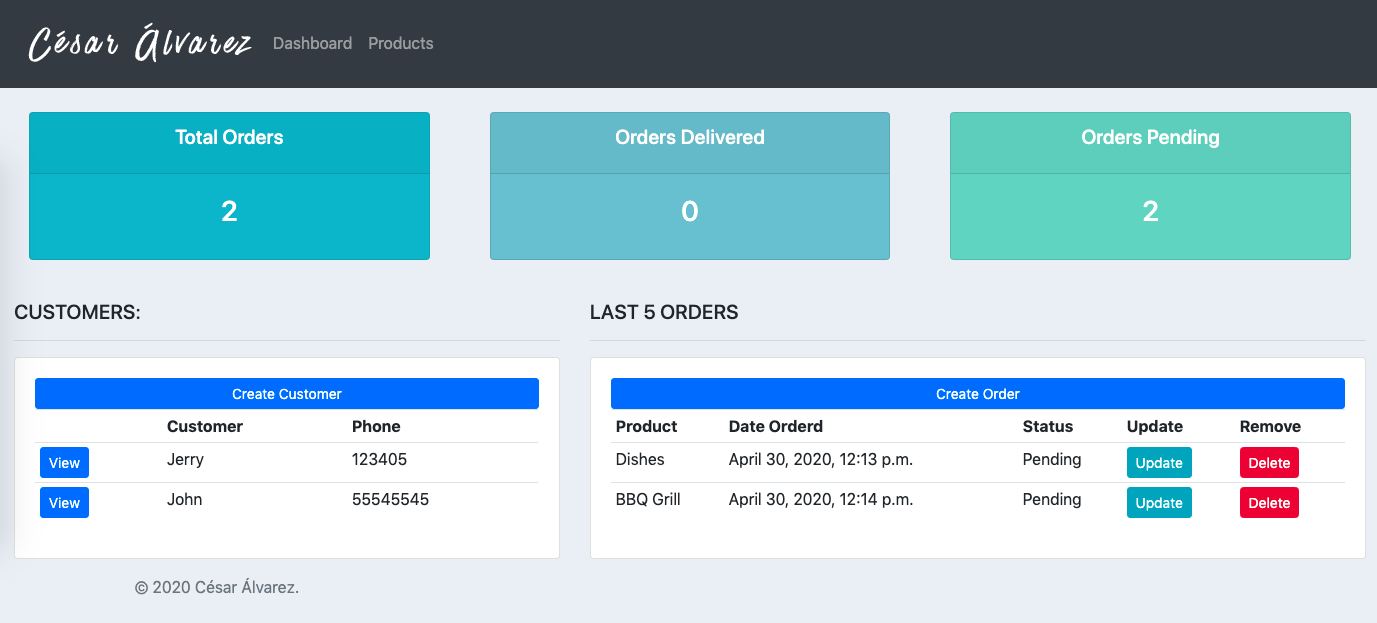 César Álvarez Dashboard Products
Total Orders
2
Orders Delivered
0
Orders Pending
2
CUSTOMERS:
Create Customer
Customer Phone
View Jerry 123405
View John 55545545
LAST 5 ORDERS
Create Order
Product Date Orderd Status Update Remove
Dishes April 30, 2020, 12:13 p.m. Pending Update Delete
BBQ Grill April 30, 2020, 12:14 p.m. Pending Update Delete
© 2020 César Álvarez.